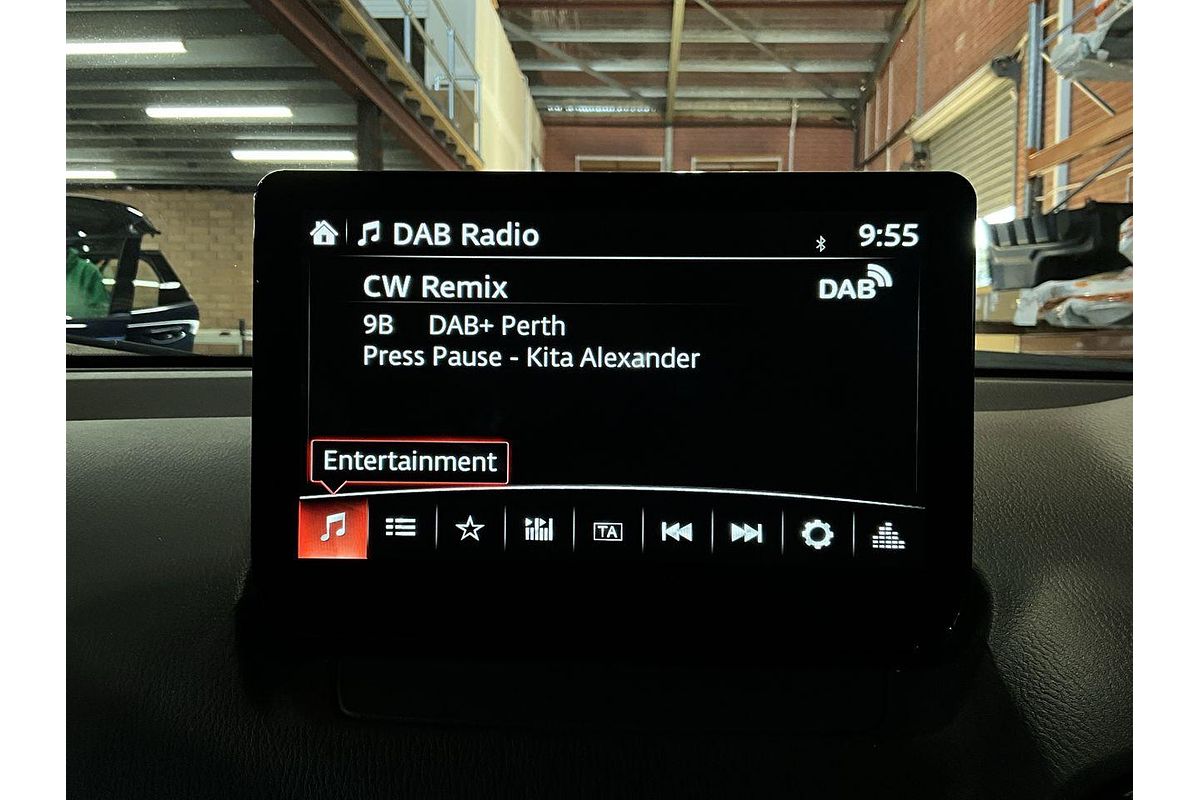 DAB Radio 9:55
CW Remix DAB
9B DAB+ Perth
Press Pause - Kita Alexander
Entertainment
TA